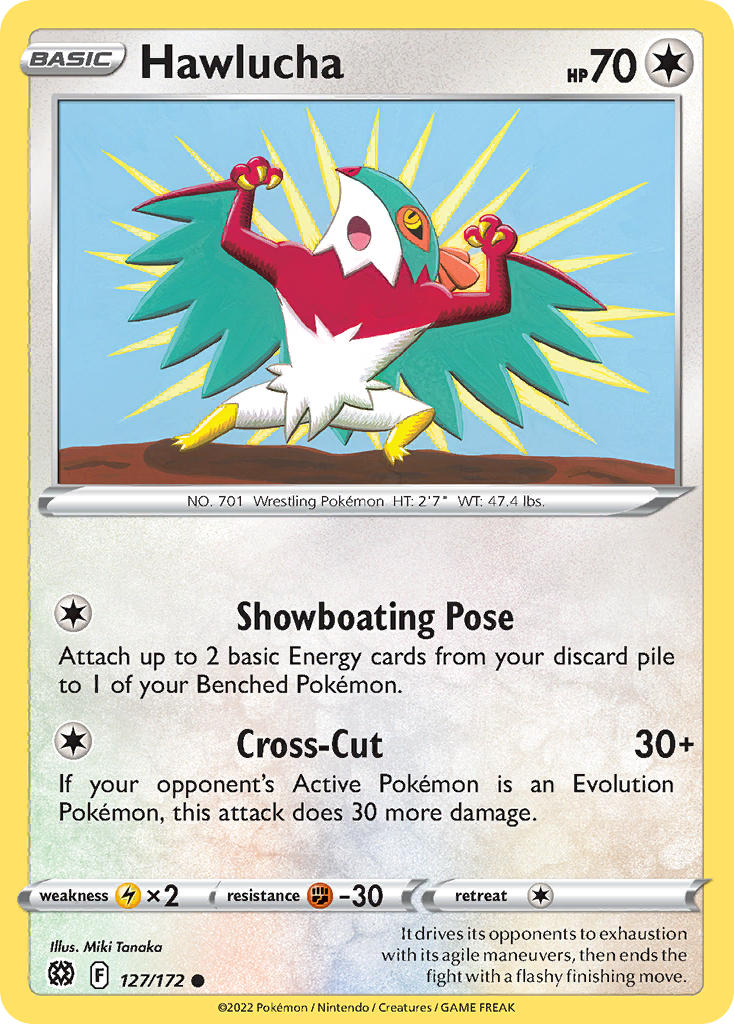 BASIC Hawlucha HP 70
NO. 701 Wrestling Pokémon HT: 2'7" WT: 47.4 lbs.
Showboating Pose
Attach up to 2 basic Energy cards from your discard pile
to 1 of your Benched Pokémon.
Cross-Cut 30+
If your opponent's Active Pokémon is an Evolution
Pokémon, this attack does 30 more damage.
weakness ×2 resistance -30 retreat
It drives its opponents to exhaustion
with its agile maneuvers, then ends the
fight with a flashy finishing move.
Illus. Miki Tanaka
F 127/172 ●
©2022 Pokémon / Nintendo / Creatures / GAME FREAK